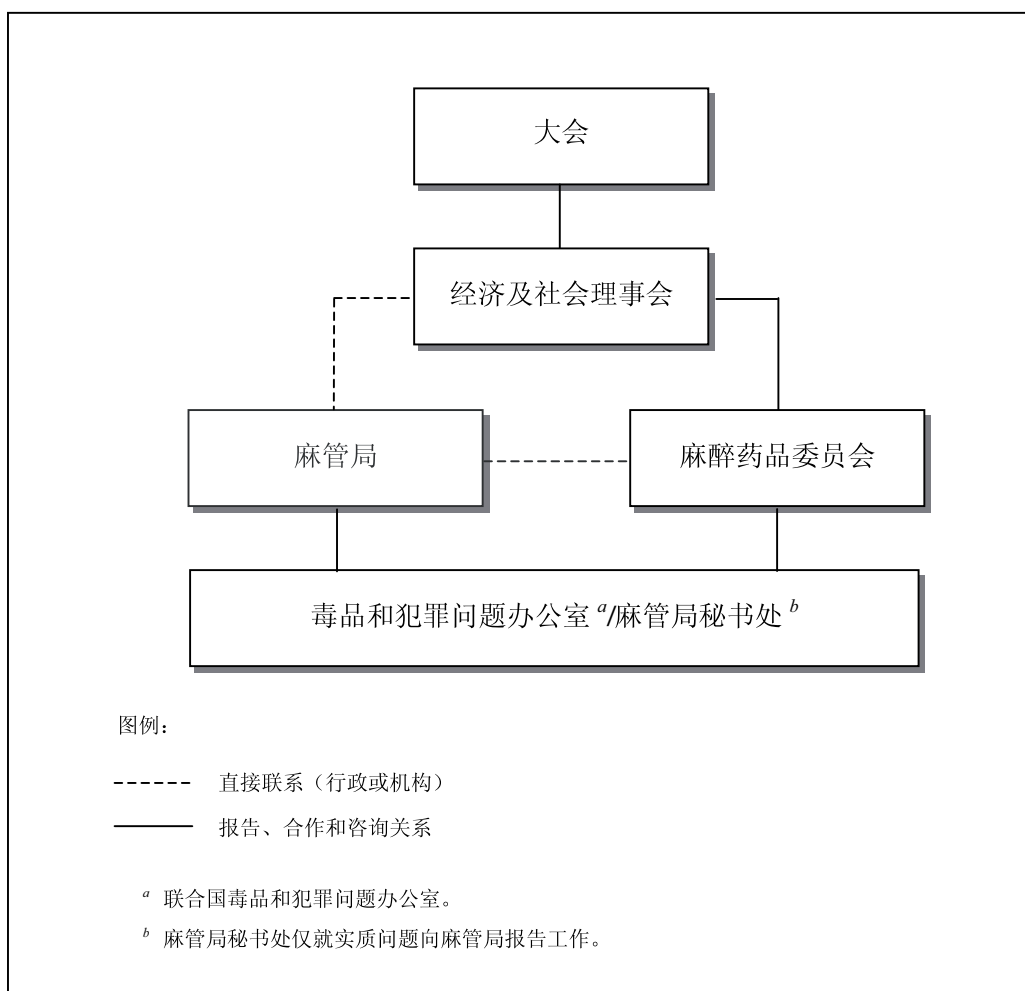 大会
经济及社会理事会
麻管局
麻醉药品委员会
毒品和犯罪问题办公室 a/麻管局秘书处 b
图例：
直接联系（行政或机构）
报告、合作和咨询关系
a 联合国毒品和犯罪问题办公室。
b 麻管局秘书处仅就实质问题向麻管局报告工作。